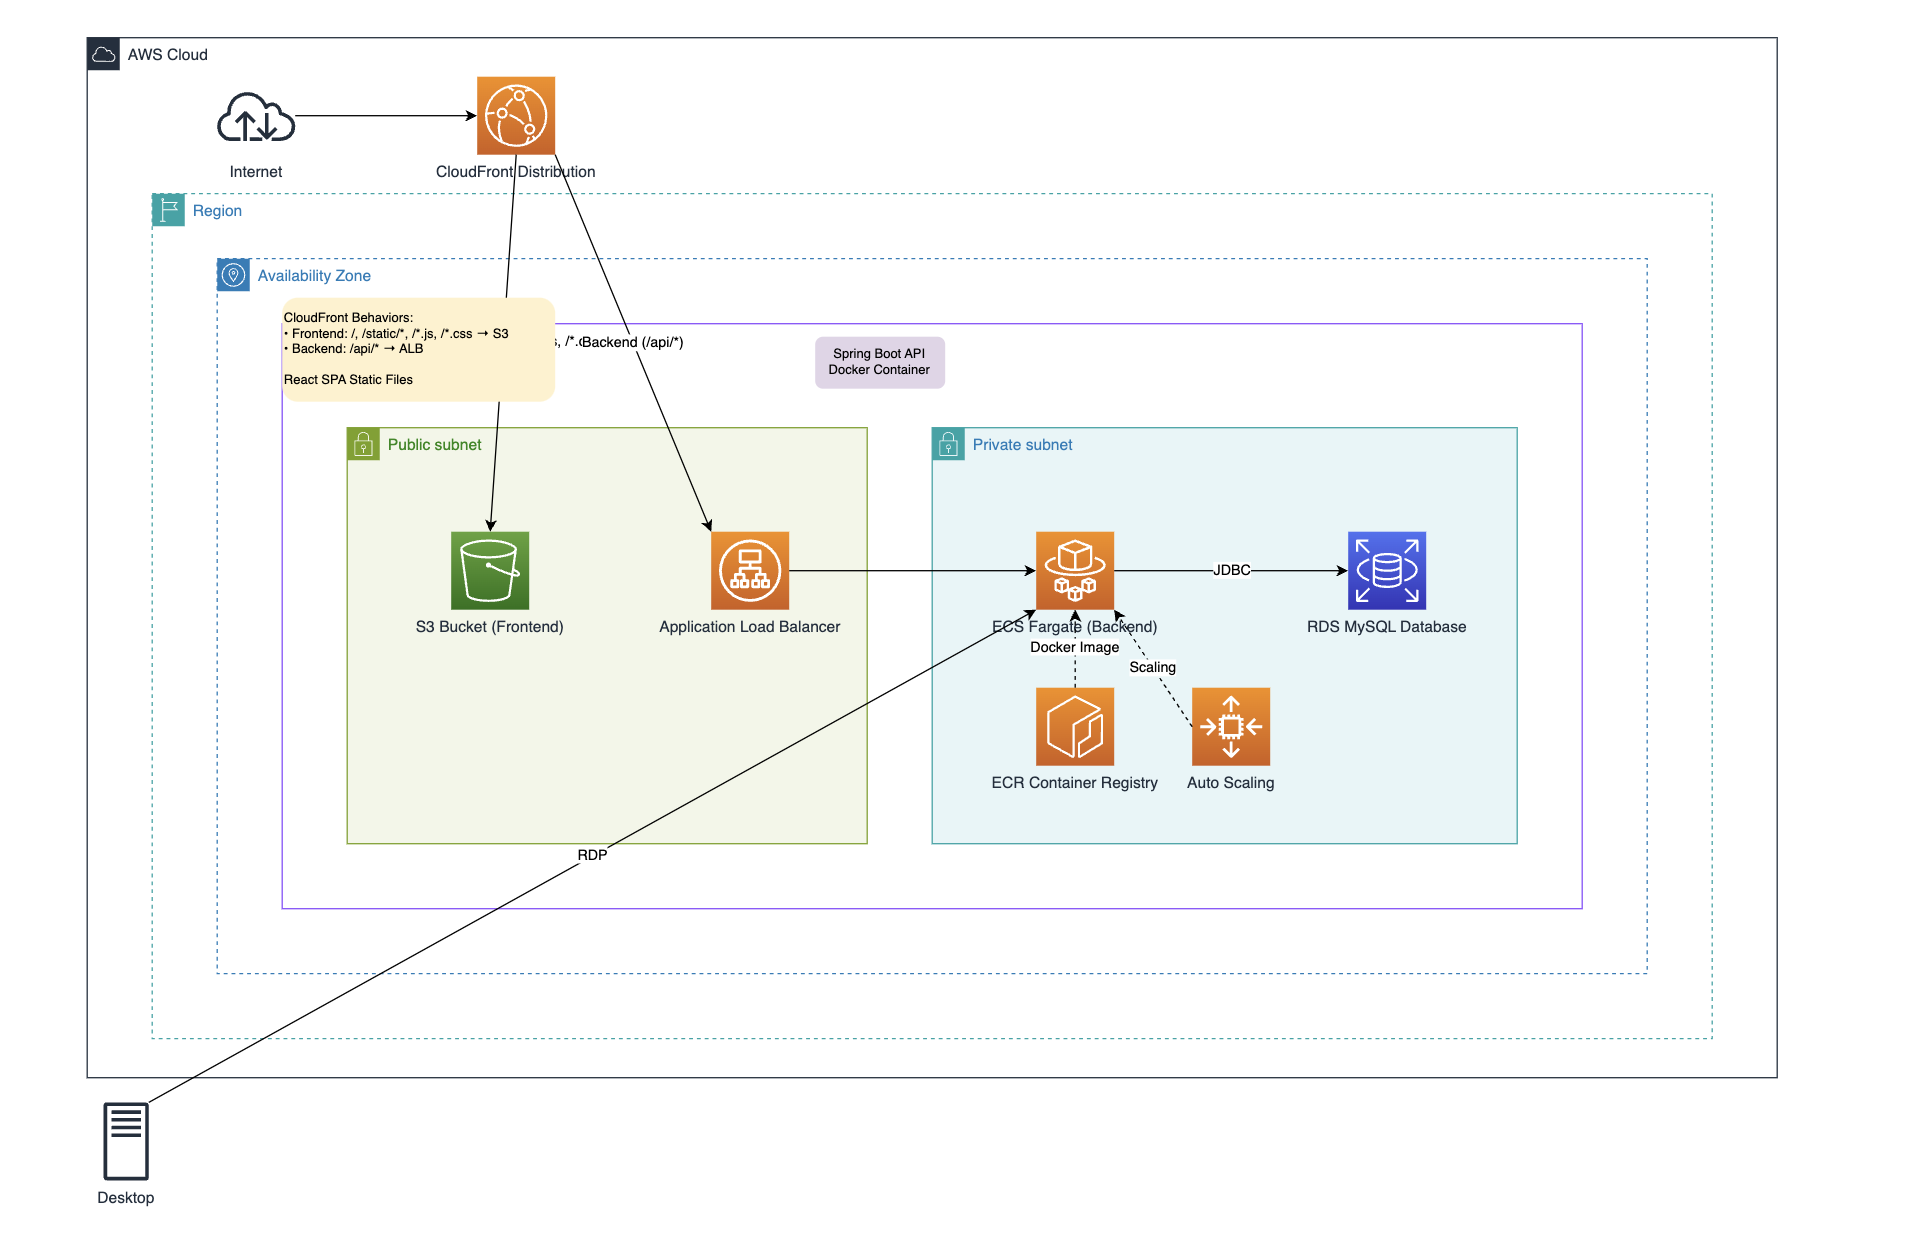 AWS Cloud
Internet
CloudFront Distribution
Region
Availability Zone
CloudFront Behaviors:
• Frontend: /, /static/*, /*.js, /*.css → S3
• Backend: /api/* → ALB
React SPA Static Files
Backend (/api/*)
Spring Boot API
Docker Container
Public subnet
Private subnet
JDBC
S3 Bucket (Frontend)
Application Load Balancer
ECS Fargate (Backend)
RDS MySQL Database
Docker Image
Scaling
ECR Container Registry
Auto Scaling
RDP
Desktop